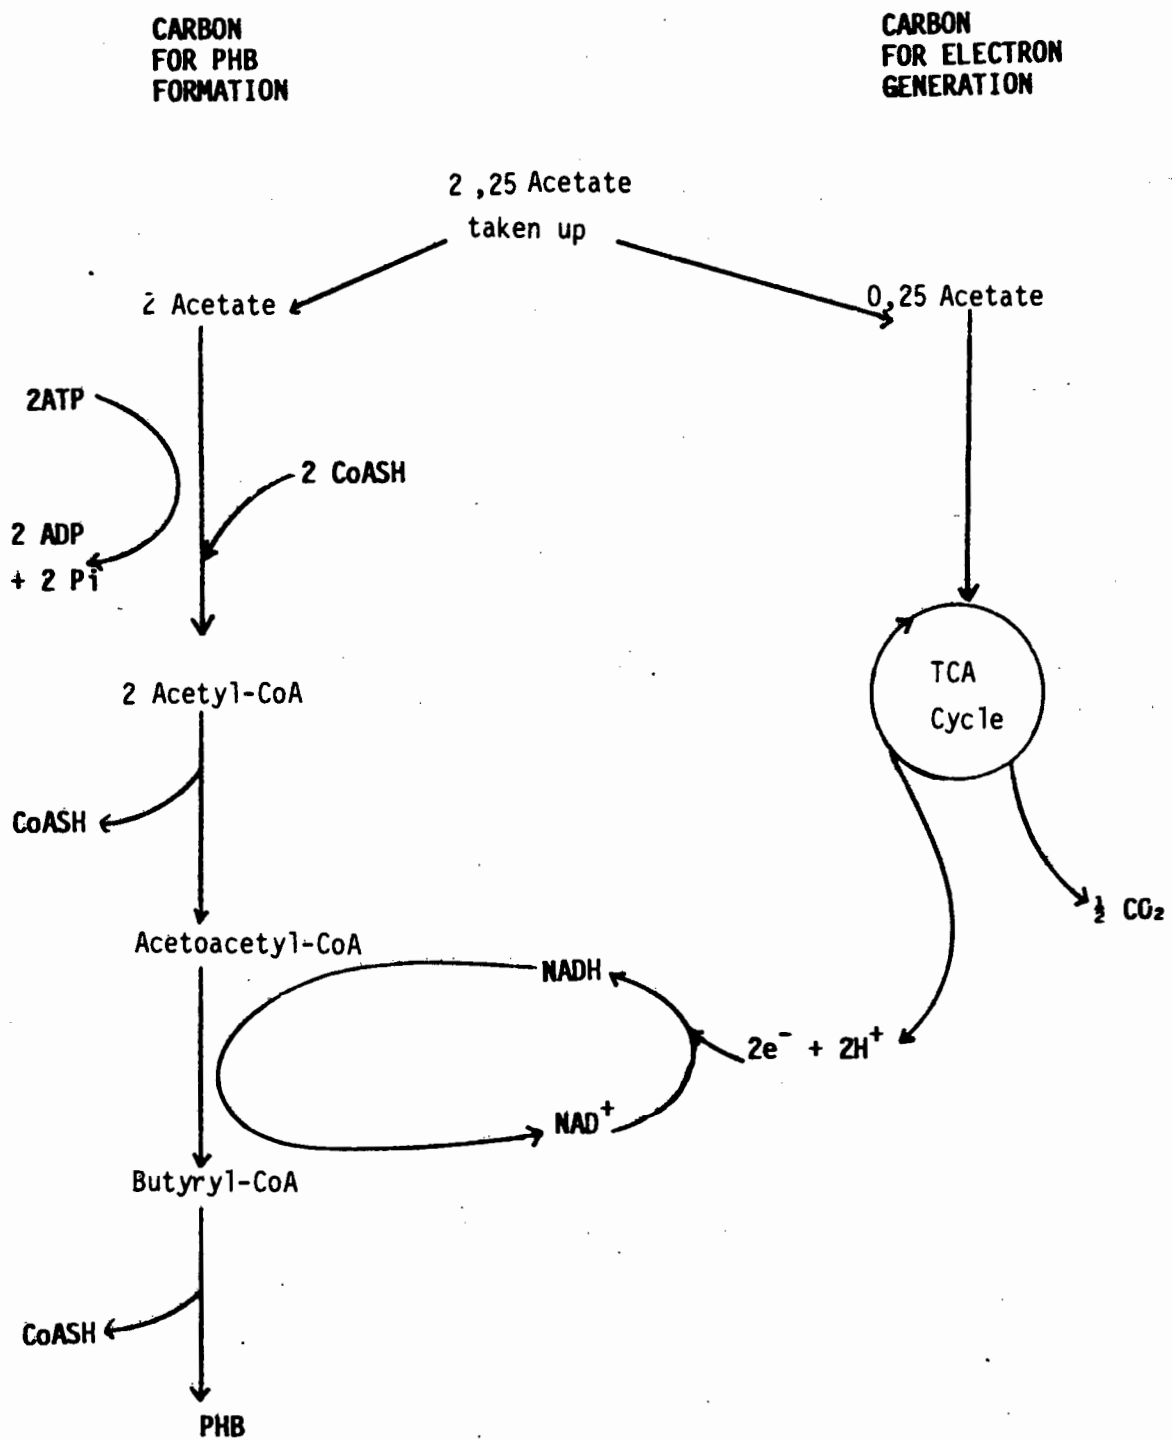 CARBON
FOR PHB
FORMATION
CARBON
FOR ELECTRON
GENERATION
2 ,25 Acetate
taken up
2 Acetate
0,25 Acetate
2ATP
2 CoASH
2 ADP
+ 2 Pi
TCA
Cycle
2 Acetyl-CoA
CoASH
½ CO₂
Acetoacetyl-CoA
NADH
2e⁻ + 2H⁺
NAD⁺
Butyryl-CoA
CoASH
PHB